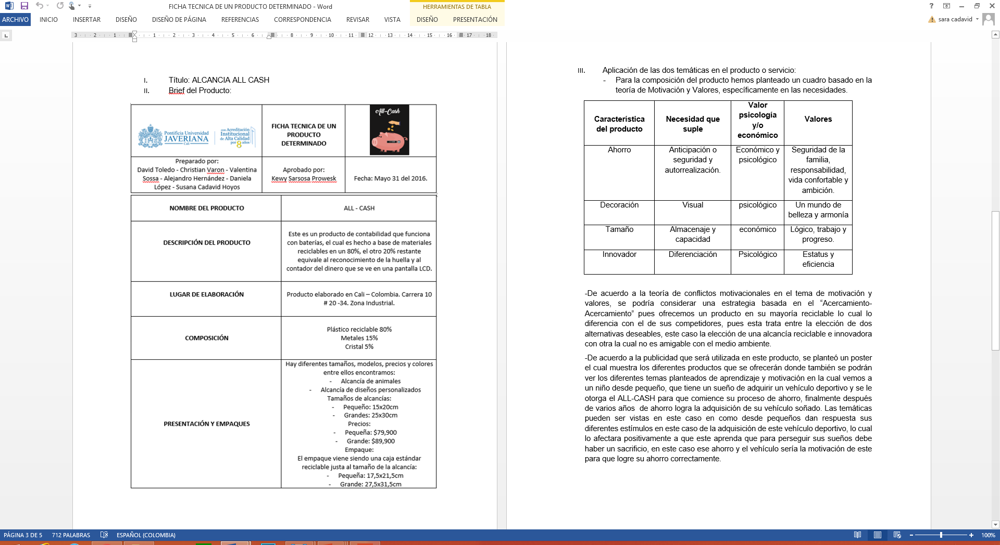 FICHA TECNICA DE UN PRODUCTO DETERMINADO - Word
HERRAMIENTAS DE TABLA
ARCHIVO INICIO INSERTAR DISEÑO DISEÑO DE PÁGINA REFERENCIAS CORRESPONDENCIA REVISAR VISTA DISEÑO PRESENTACIÓN
sara cadavid
3 2 1 1 2 3 4 5 6 8 9 10 11 12 13 14 15 16 17 18
I. Título: ALCANCIA ALL CASH
II. Brief del Producto:
Pontificia Universidad
JAVERIANA
Cali
con Acreditación
Institucional
de Alta Calidad
por 8 años
FICHA TECNICA DE UN
PRODUCTO
DETERMINADO
All-Cash
Preparado por:
David Toledo - Christian Varon - Valentina
Sossa - Alejandro Hernández - Daniela
López - Susana Cadavid Hoyos
Aprobado por:
Kewy Sarsosa Prowesk
Fecha: Mayo 31 del 2016.
NOMBRE DEL PRODUCTO
ALL - CASH
DESCRIPCIÓN DEL PRODUCTO
Este es un producto de contabilidad que funciona
con baterías, el cual es hecho a base de materiales
reciclables en un 80%, el otro 20% restante
equivale al reconocimiento de la huella y al
contador del dinero que se ve en una pantalla LCD.
LUGAR DE ELABORACIÓN
Producto elaborado en Cali – Colombia. Carrera 10
# 20 -34. Zona Industrial.
COMPOSICIÓN
Plástico reciclable 80%
Metales 15%
Cristal 5%
PRESENTACIÓN Y EMPAQUES
Hay diferentes tamaños, modelos, precios y colores
entre ellos encontramos:
- Alcancía de animales
- Alcancía de diseños personalizados
Tamaños de alcancías:
- Pequeño: 15x20cm
- Grandes: 25x30cm
Precios:
- Pequeña: $79,900
- Grande: $89,900
Empaque:
El empaque viene siendo una caja estándar
reciclable justa al tamaño de la alcancía:
- Pequeña: 17,5x21,5cm
- Grande: 27,5x31,5cm
III. Aplicación de las dos temáticas en el producto o servicio:
- Para la composición del producto hemos planteado un cuadro basado en la
teoría de Motivación y Valores, específicamente en las necesidades.
Característica
del producto
Necesidad que
suple
Valor
psicología
y/o
económico
Valores
Ahorro
Anticipación o
seguridad y
autorrealización.
Económico y
psicológico
Seguridad de la
familia,
responsabilidad,
vida confortable y
ambición.
Decoración
Visual
psicológico
Un mundo de
belleza y armonía
Tamaño
Almacenaje y
capacidad
económico
Lógico, trabajo y
progreso.
Innovador
Diferenciación
Psicológico
Estatus y
eficiencia
-De acuerdo a la teoría de conflictos motivacionales en el tema de motivación y
valores, se podría considerar una estrategia basada en el “Acercamiento-
Acercamiento” pues ofrecemos un producto en su mayoría reciclable lo cual lo
diferencia con el de sus competidores, pues esta trata entre la elección de dos
alternativas deseables, este caso la elección de una alcancía reciclable e innovadora
con otra la cual no es amigable con el medio ambiente.
-De acuerdo a la publicidad que será utilizada en este producto, se planteó un poster
el cual muestra los diferentes productos que se ofrecerán donde también se podrán
ver los diferentes temas planteados de aprendizaje y motivación en la cual vemos a
un niño desde pequeño, que tiene un sueño de adquirir un vehículo deportivo y se le
otorga el ALL-CASH para que comience su proceso de ahorro, finalmente después
de varios años de ahorro logra la adquisición de su vehículo soñado. Las temáticas
pueden ser vistas en este caso en como desde pequeños dan respuesta sus
diferentes estímulos en este caso de la adquisición de este vehículo deportivo, lo cual
lo afectara positivamente a que este aprenda que para perseguir sus sueños debe
haber un sacrificio, en este caso ese ahorro y el vehículo sería la motivación de este
para que logre su ahorro correctamente.
PÁGINA 3 DE 5 712 PALABRAS ESPAÑOL (COLOMBIA)
100%